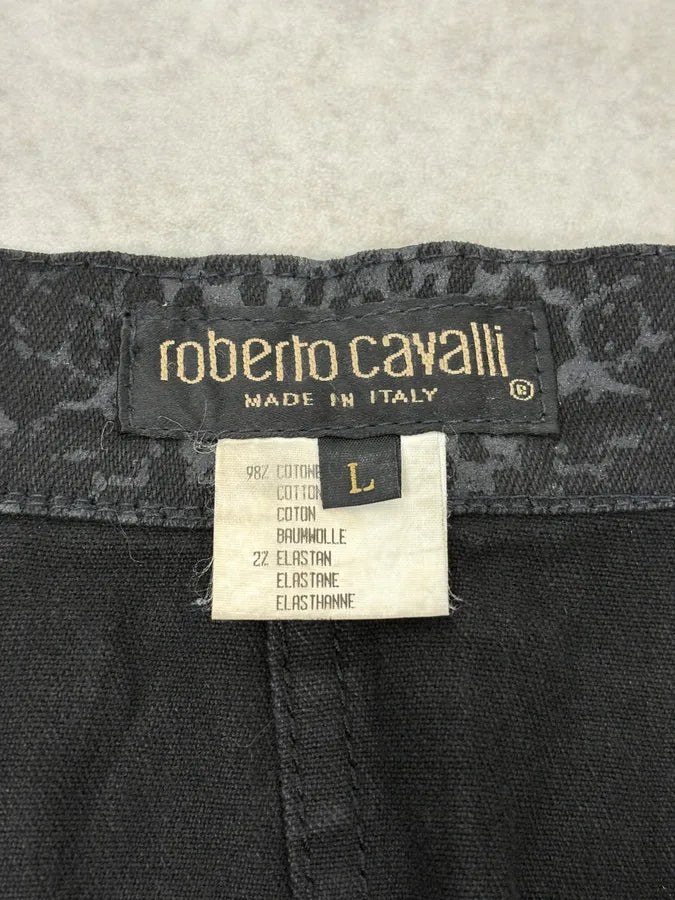 roberto cavalli
MADE IN ITALY ®
L
98% COTONE
COTTON
COTON
BAUMWOLLE
2% ELASTAN
ELASTANE
ELASTHANNE